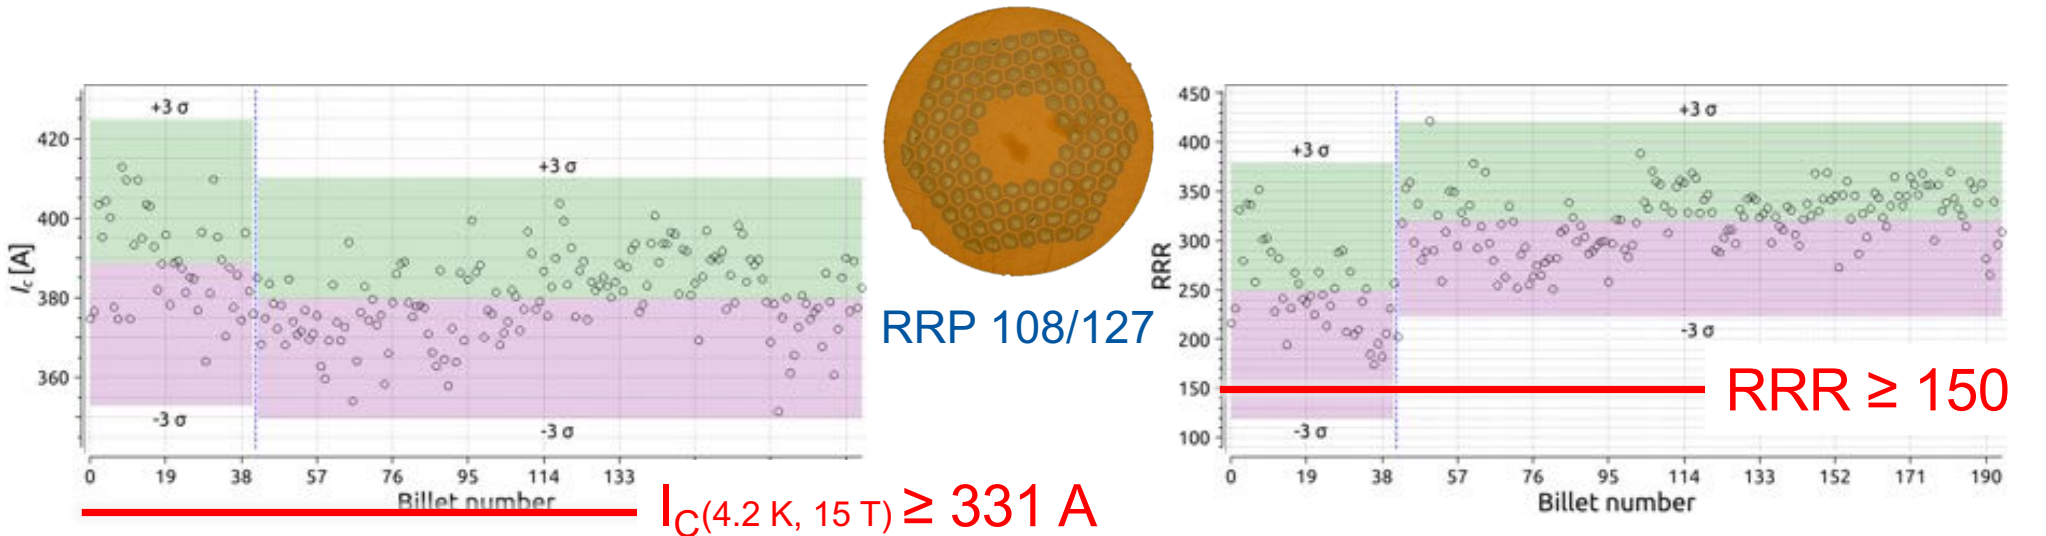 +3 σ
+3 σ
420
400
380
360
Ic [A]
-3 σ
-3 σ
0 19 38 57 76 95 114 133
Billet number
IC(4.2 K, 15 T) ≥ 331 A
RRP 108/127
450
400
350
300
250
200
150
100
RRR
+3 σ
+3 σ
-3 σ
-3 σ
RRR ≥ 150
0 19 38 57 76 95 114 133 152 171 190
Billet number